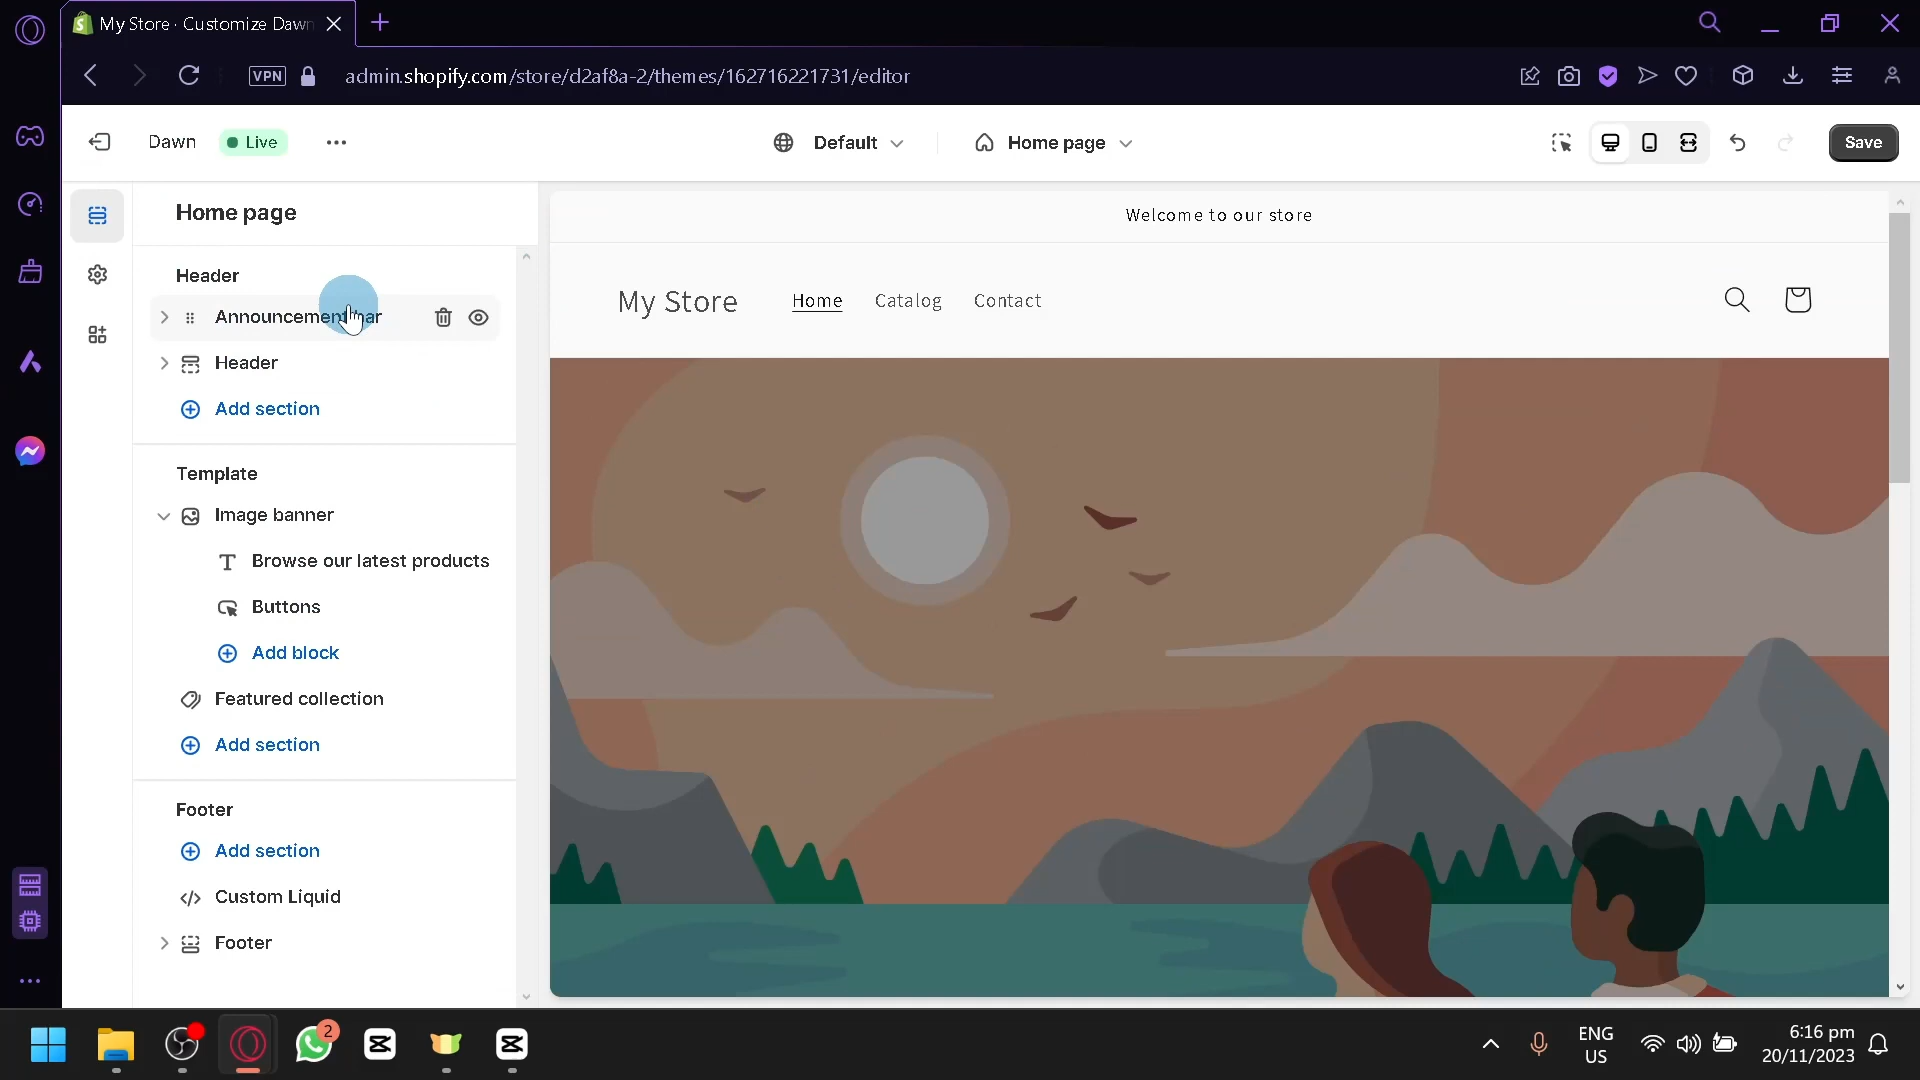 My Store · Customize Dawn
VPN
admin.shopify.com/store/d2af8a-2/themes/162716221731/editor
Dawn
Live
Default
Home page
Save
Home page
Header
Announcement bar
Header
Add section
Template
Image banner
Browse our latest products
Buttons
Add block
Featured collection
Add section
Footer
Add section
Custom Liquid
Footer
Welcome to our store
My Store
Home
Catalog
Contact
2
ENG
US
6:16 pm
20/11/2023